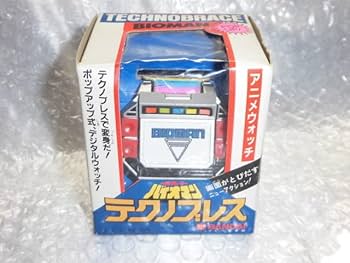 TECHNOBRACE
BIOMAN
テクノブレスで変身だ!
ポップアップ式、デジタルウォッチ!
アニメウォッチ
BIOMAN
画面がとびだす
ニューアクション!
バイオマン
テクノブレス